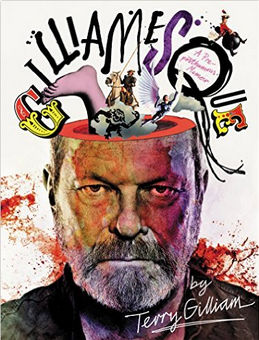 GILLIAMESQUE
A Pre-
posthumous
Memoir
by
Terry Gilliam